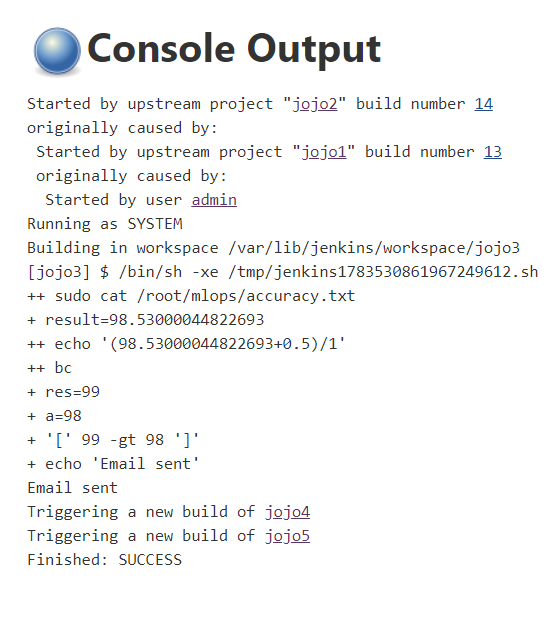 Console Output
Started by upstream project "jojo2" build number 14
originally caused by:
Started by upstream project "jojo1" build number 13
originally caused by:
Started by user admin
Running as SYSTEM
Building in workspace /var/lib/jenkins/workspace/jojo3
[jojo3] $ /bin/sh -xe /tmp/jenkins1783530861967249612.sh
++ sudo cat /root/mlops/accuracy.txt
+ result=98.53000044822693
++ echo '(98.53000044822693+0.5)/1'
++ bc
+ res=99
+ a=98
+ '[' 99 -gt 98 ']'
+ echo 'Email sent'
Email sent
Triggering a new build of jojo4
Triggering a new build of jojo5
Finished: SUCCESS